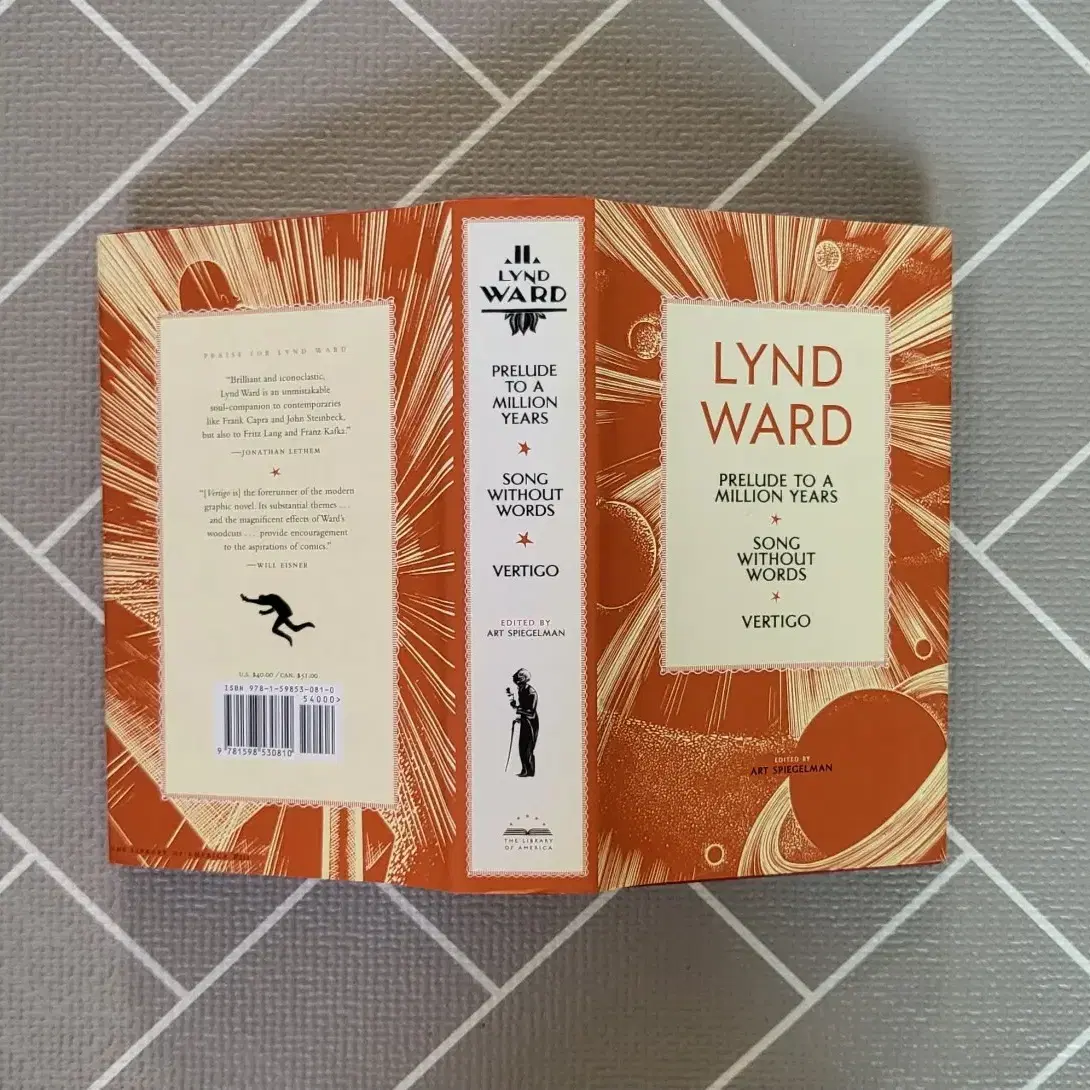 PRAISE FOR LYND WARD
"Brilliant and iconoclastic,
Lynd Ward is an unmistakable
soul-companion to contemporaries
like Frank Capra and John Steinbeck,
but also to Fritz Lang and Franz Kafka."
—JONATHAN LETHEM
"[Vertigo is] the forerunner of the modern
graphic novel. Its substantial themes . . .
and the magnificent effects of Ward's
woodcuts . . . provide encouragement
to the aspirations of comics."
—WILL EISNER
U.S. $40.00 / CAN. $51.00
ISBN 978-1-59853-081-0
54000>
9 781598 530810
THE LIBRARY OF AMERICA
II
LYND
WARD
PRELUDE
TO A
MILLION
YEARS
SONG
WITHOUT
WORDS
VERTIGO
EDITED BY
ART SPIEGELMAN
THE LIBRARY
OF AMERICA
LYND
WARD
PRELUDE TO A
MILLION YEARS
SONG
WITHOUT
WORDS
VERTIGO
EDITED BY
ART SPIEGELMAN